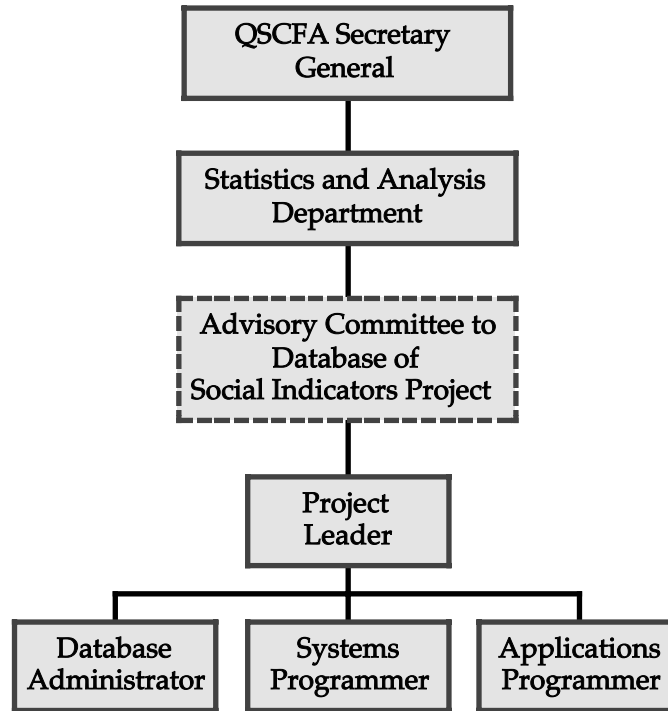 QSCFA Secretary
General
Statistics and Analysis
Department
Advisory Committee to
Database of
Social Indicators Project
Project
Leader
Database
Administrator
Systems
Programmer
Applications
Programmer